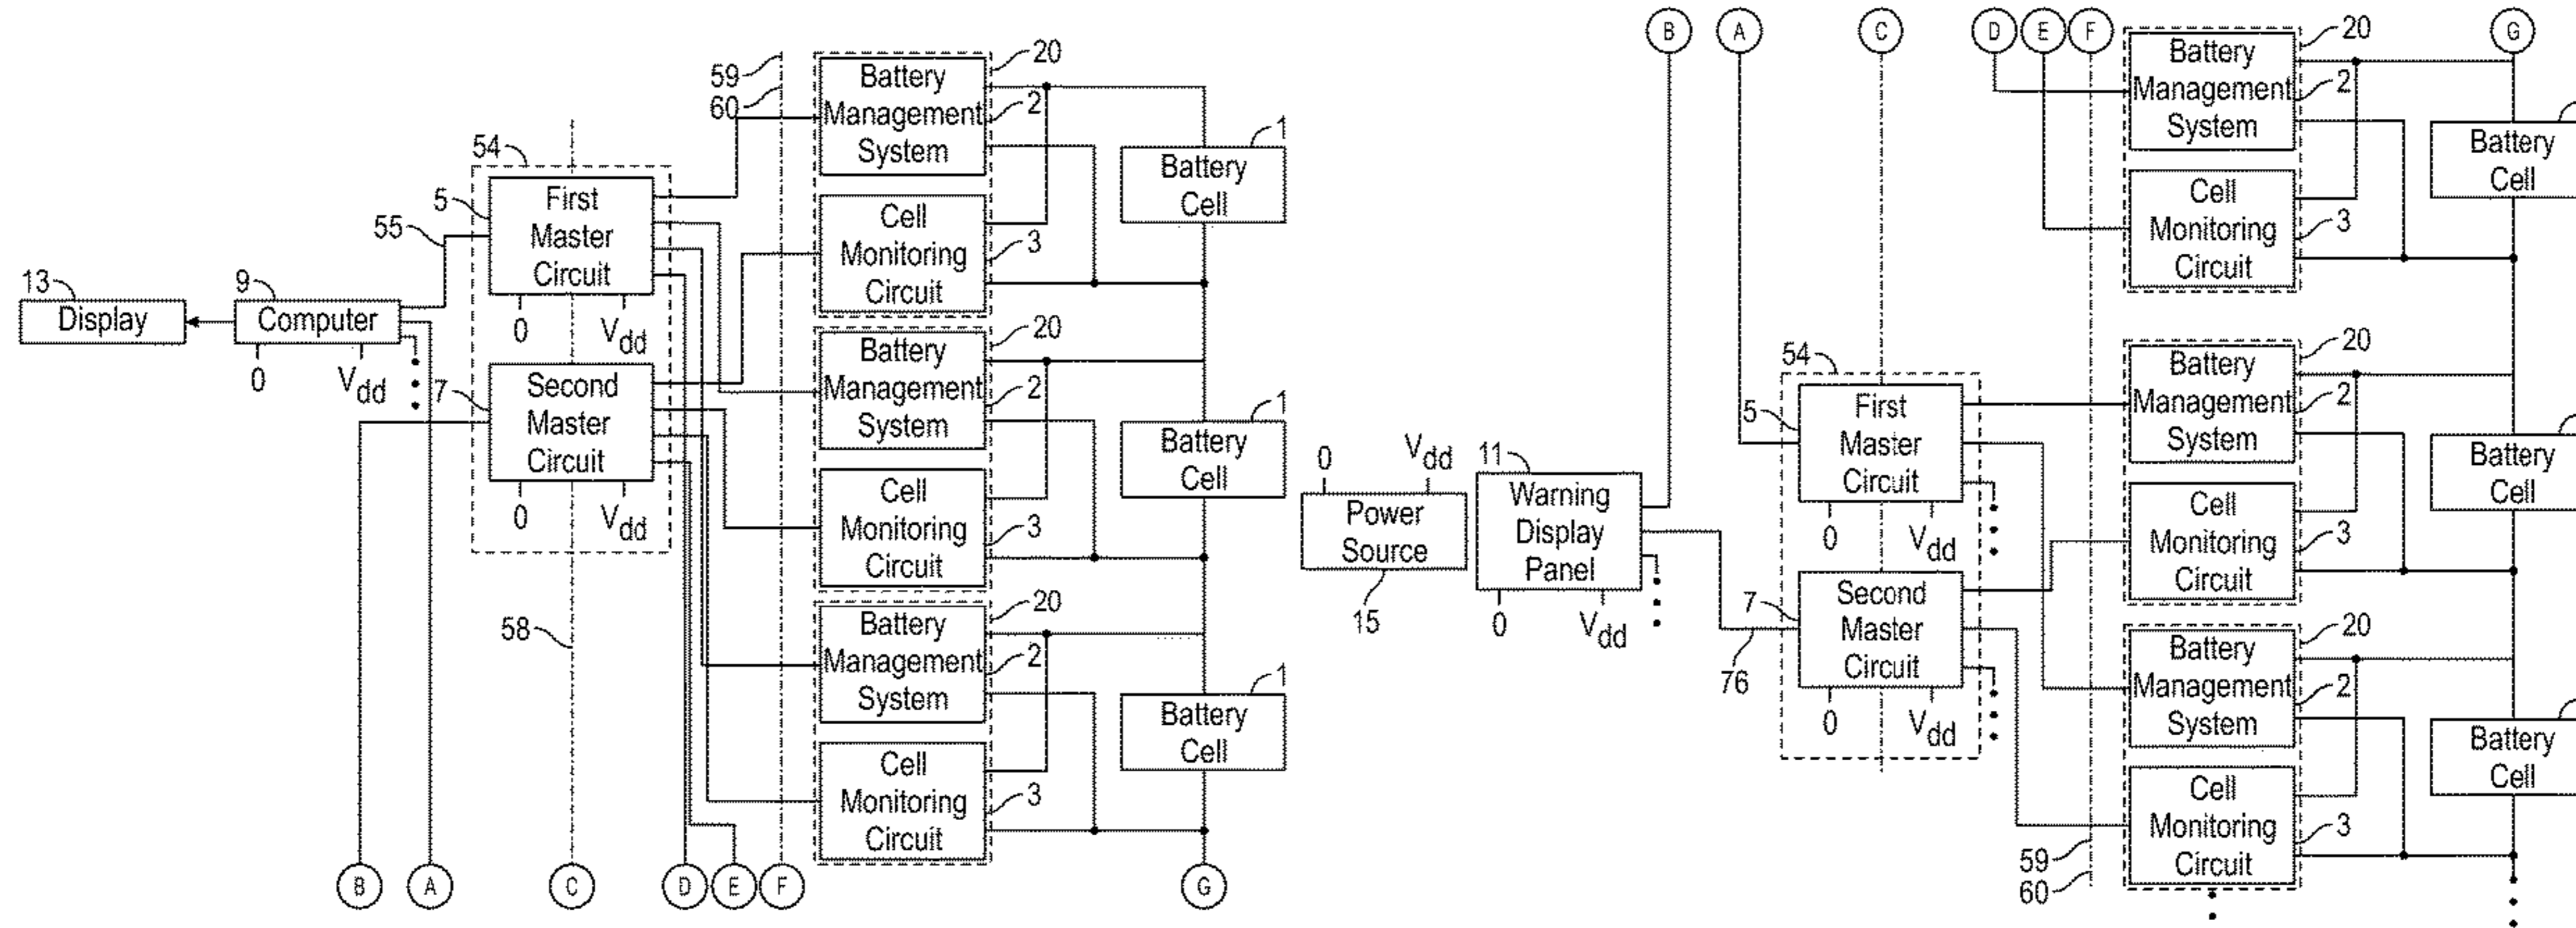 59
60
20
Battery
Management
System
2
1
Battery
Cell
54
5
First
Master
Circuit
55
Cell
Monitoring
Circuit
3
13
Display
9
Computer
0
Vdd
0
Vdd
7
Second
Master
Circuit
0
Vdd
20
Battery
Management
System
2
1
Battery
Cell
Cell
Monitoring
Circuit
3
58
20
Battery
Management
System
2
1
Battery
Cell
Cell
Monitoring
Circuit
3
B
A
C
D
E
F
G
B
A
C
D
E
F
G
20
Battery
Management
System
2
Battery
Cell
Cell
Monitoring
Circuit
3
54
5
First
Master
Circuit
0
Vdd
20
Battery
Management
System
2
Battery
Cell
Cell
Monitoring
Circuit
3
0
Vdd
Power
Source
15
11
Warning
Display
Panel
0
Vdd
76
7
Second
Master
Circuit
0
Vdd
20
Battery
Management
System
2
Battery
Cell
Cell
Monitoring
Circuit
3
59
60